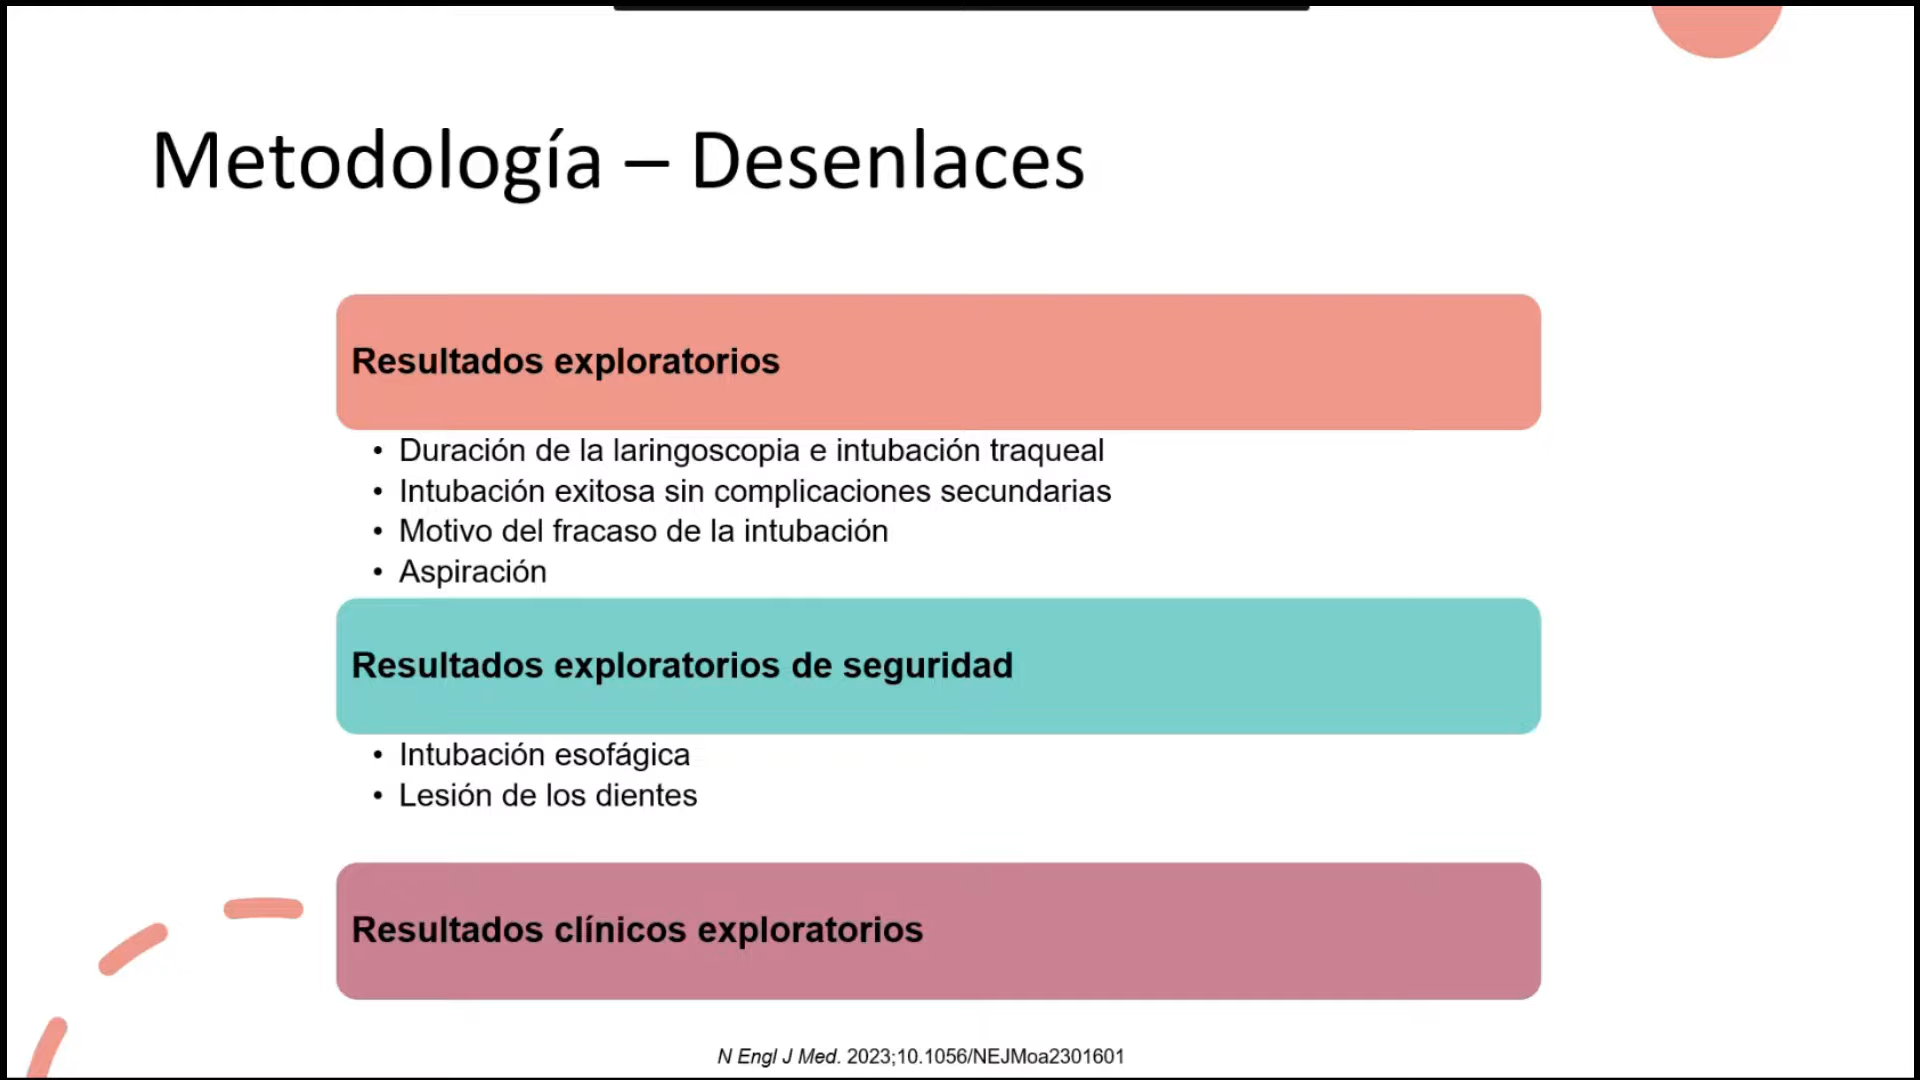 Metodología – Desenlaces
Resultados exploratorios
• Duración de la laringoscopia e intubación traqueal
• Intubación exitosa sin complicaciones secundarias
• Motivo del fracaso de la intubación
• Aspiración
Resultados exploratorios de seguridad
• Intubación esofágica
• Lesión de los dientes
Resultados clínicos exploratorios
N Engl J Med. 2023;10.1056/NEJMoa2301601